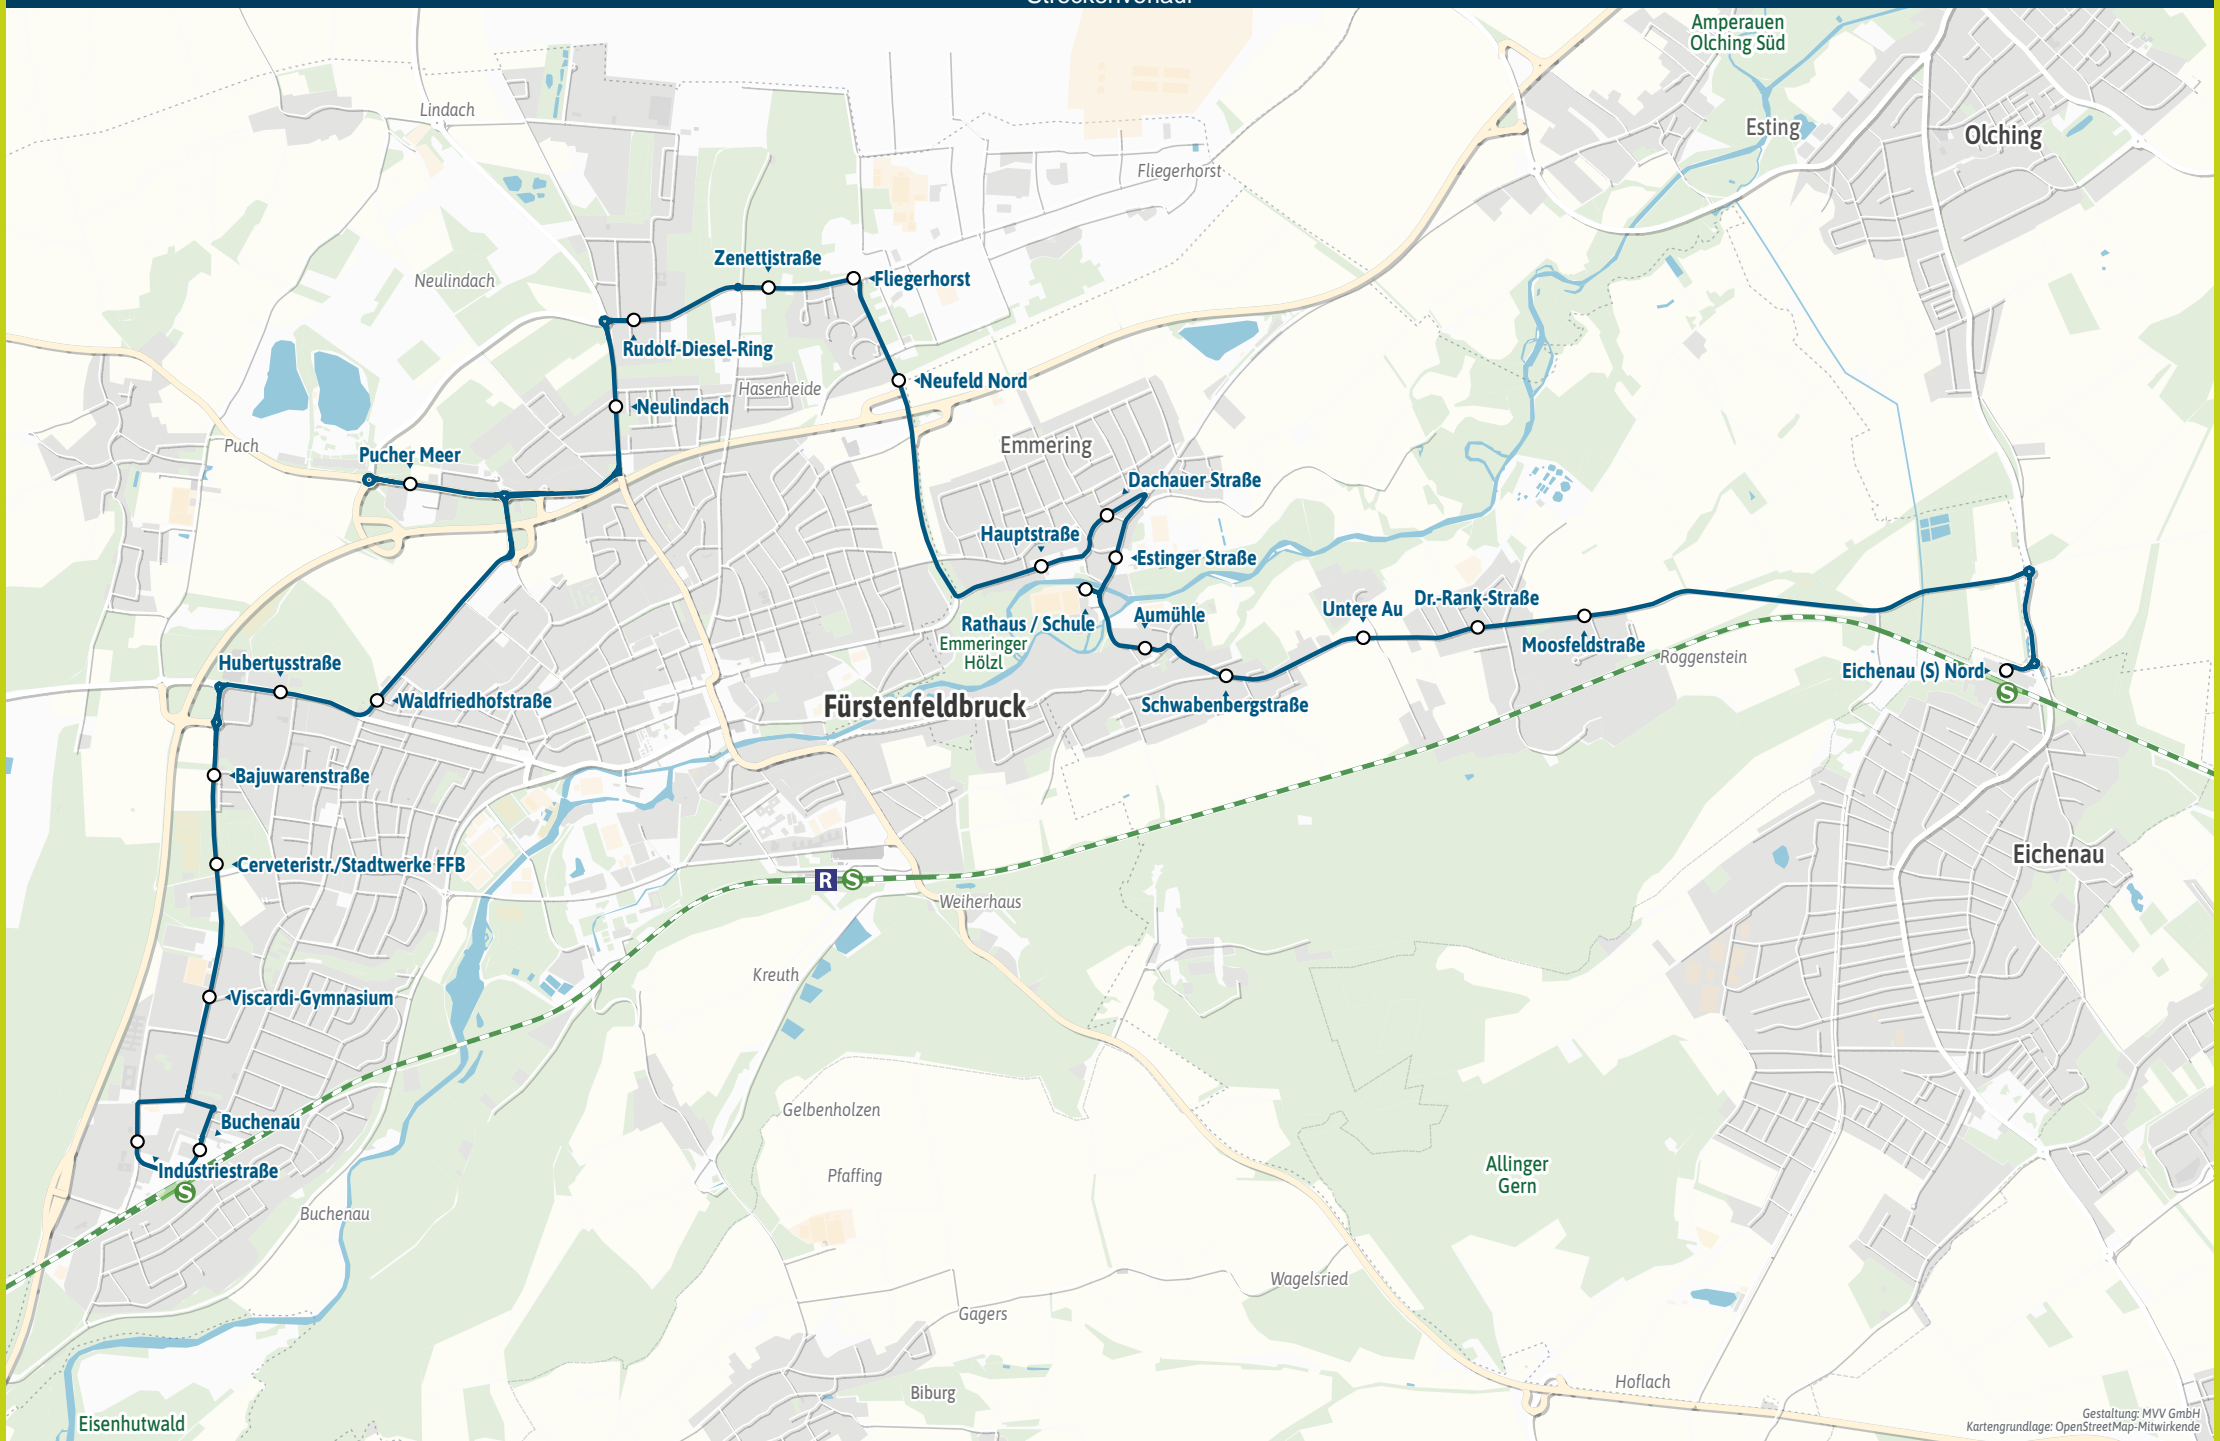 Streckenverlauf
Amperauen
Olching Süd
Lindach
Esting
Olching
Fliegerhorst
Zenettistraße
Fliegerhorst
Neulindach
Rudolf-Diesel-Ring
Neufeld Nord
Hasenheide
Neulindach
Puch
Emmering
Pucher Meer
Dachauer Straße
Hauptstraße
Estinger Straße
Dr.-Rank-Straße
Untere Au
Aumühle
Rathaus / Schule
Emmeringer
Hölzl
Moosfeldstraße
Roggenstein
Hubertusstraße
Eichenau (S) Nord
S
Waldfriedhofstraße
Fürstenfeldbruck
Schwabenbergstraße
Bajuwarenstraße
Eichenau
Cerveteristr./Stadtwerke FFB
R S
Weiherhaus
Kreuth
Viscardi-Gymnasium
Gelbenholzen
Buchenau
Industriestraße
S
Pfaffing
Allinger
Gern
Buchenau
Wagelsried
Gagers
Hoflach
Biburg
Eisenhutwald
Gestaltung: MVV GmbH
Kartengrundlage: OpenStreetMap-Mitwirkende